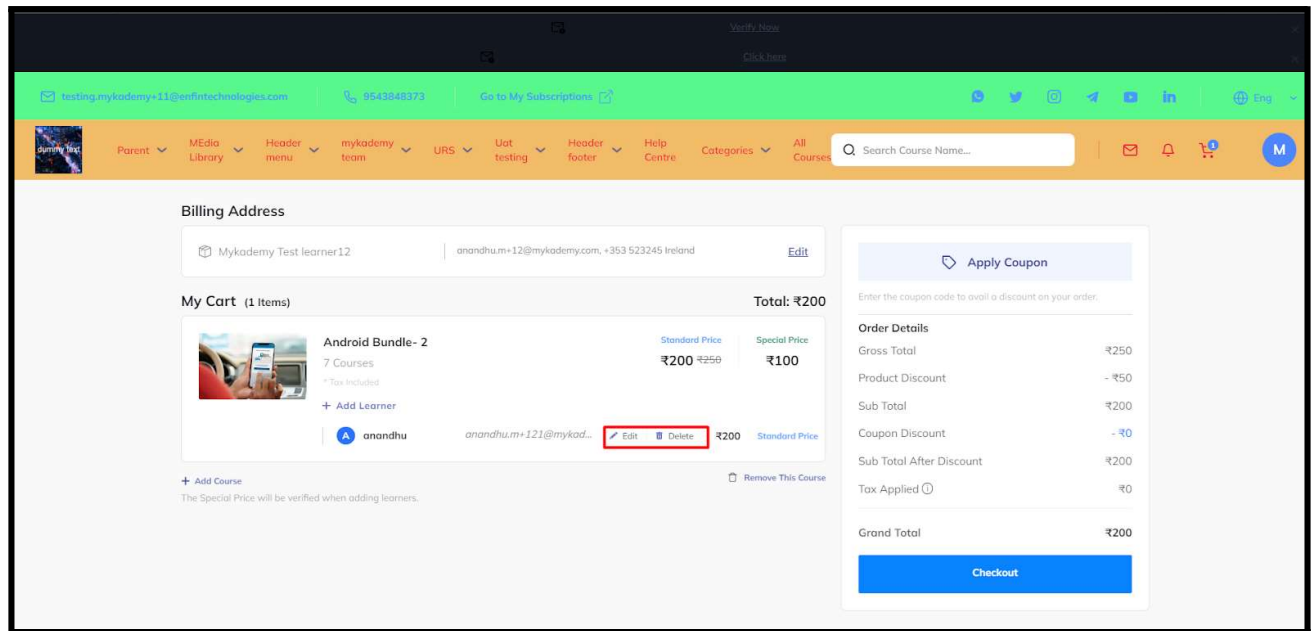 Verify Now
Click here
testing.mykademy+11@enfintechnologies.com 9543848373 Go to My Subscriptions Eng
dummy text Parent MEdia Library Header menu mykademy team URS Uat testing Header footer Help Centre Categories All Courses Search Course Name... 1 M
Billing Address
Mykademy Test learner12 anandhu.m+12@mykademy.com, +353 523245 Ireland Edit
My Cart (1 Items) Total: ₹200
Android Bundle- 2
7 Courses
* Tax Included
Standard Price Special Price
₹200 ₹250 ₹100
+ Add Learner
A anandhu anandhu.m+121@mykad... Edit Delete ₹200 Standard Price
+ Add Course Remove This Course
The Special Price will be verified when adding learners.
Apply Coupon
Enter the coupon code to avail a discount on your order.
Order Details
Gross Total ₹250
Product Discount - ₹50
Sub Total ₹200
Coupon Discount - ₹0
Sub Total After Discount ₹200
Tax Applied ₹0
Grand Total ₹200
Checkout